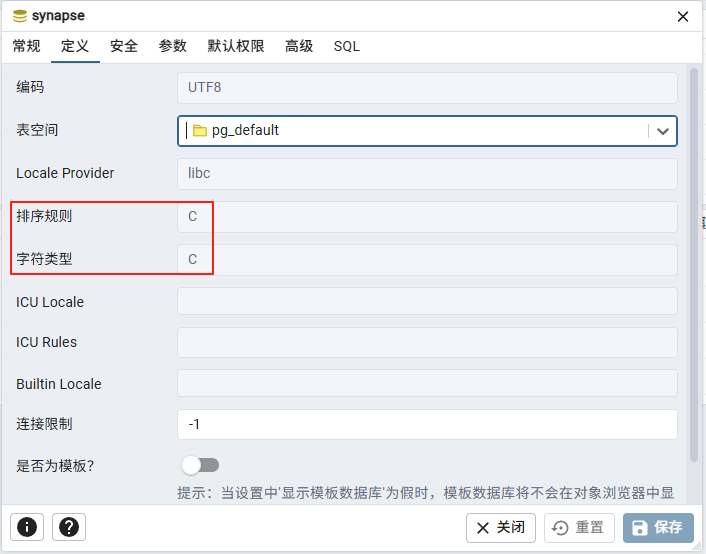 synapse
常规 定义 安全 参数 默认权限 高级 SQL
编码 UTF8
表空间 pg_default
Locale Provider libc
排序规则 C
字符类型 C
ICU Locale
ICU Rules
Builtin Locale
连接限制 -1
是否为模板？
提示：当设置中'显示模板数据库'为假时，模板数据库将不会在对象浏览器中显
关闭 重置 保存